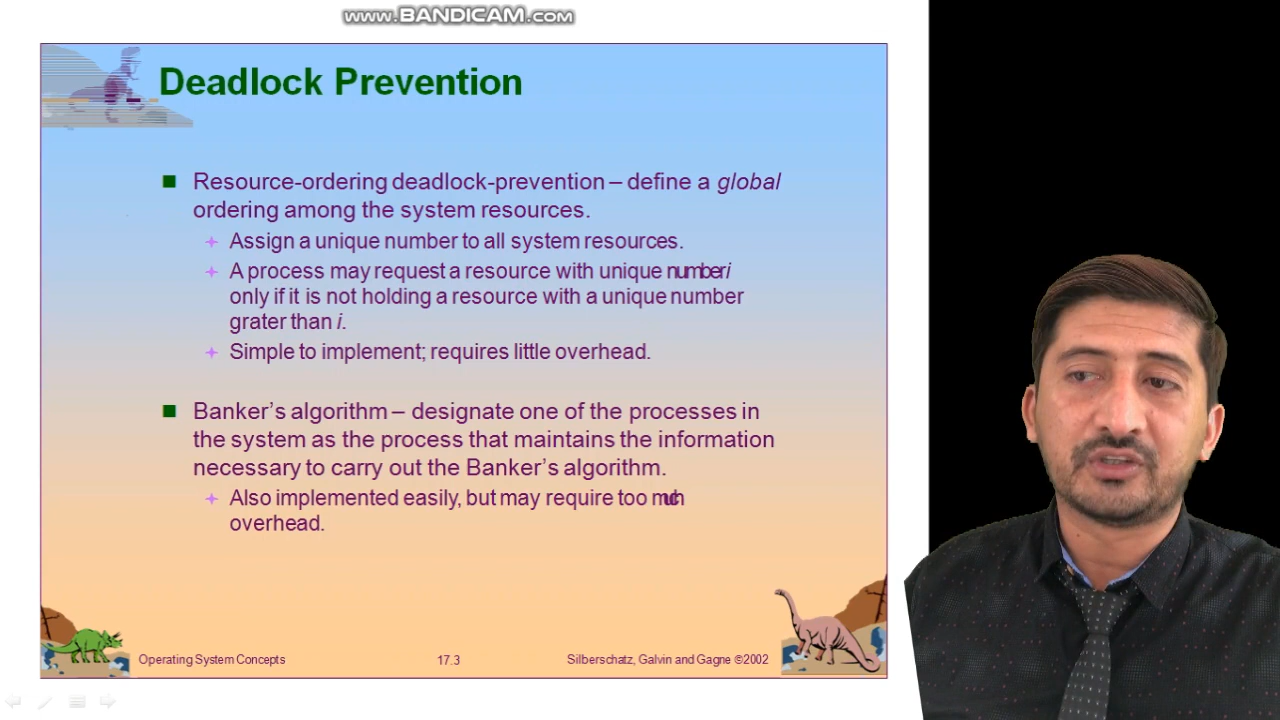 www.BANDICAM.com
Deadlock Prevention
Resource-ordering deadlock-prevention – define a global
ordering among the system resources.
Assign a unique number to all system resources.
A process may request a resource with unique number i
only if it is not holding a resource with a unique number
grater than i.
Simple to implement; requires little overhead.
Banker’s algorithm – designate one of the processes in
the system as the process that maintains the information
necessary to carry out the Banker’s algorithm.
Also implemented easily, but may require too much
overhead.
Operating System Concepts
17.3
Silberschatz, Galvin and Gagne ©2002